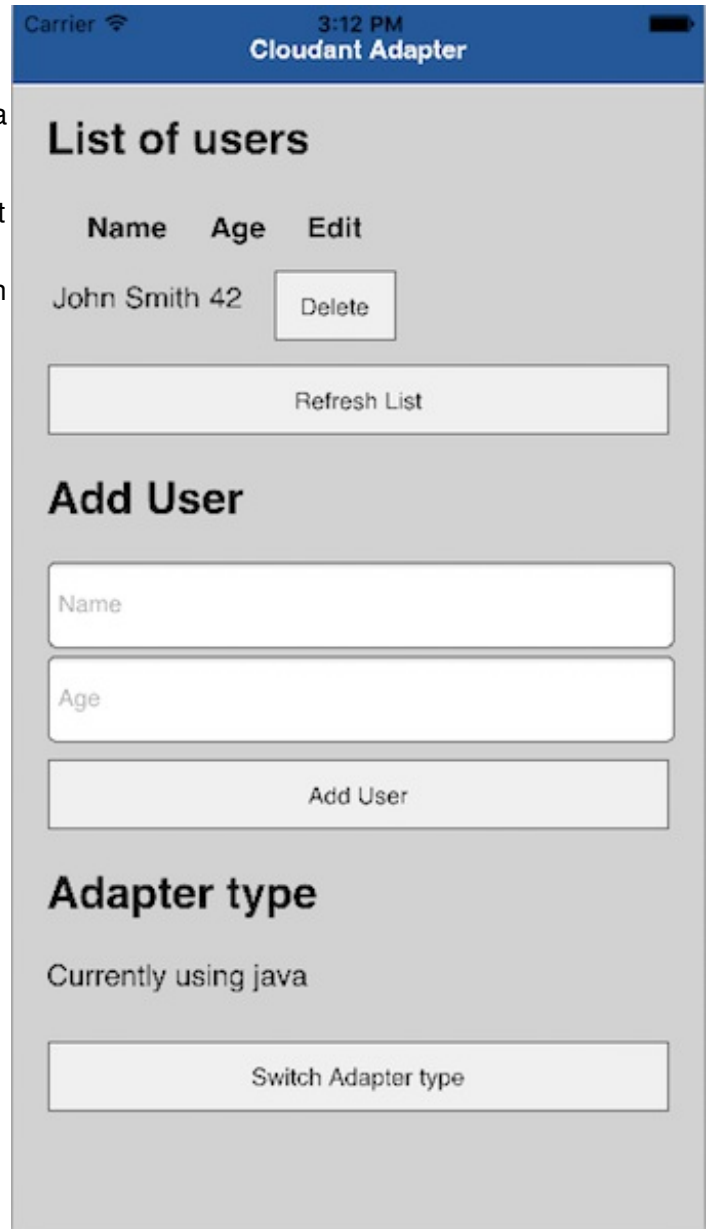 Carrier 3:12 PM
Cloudant Adapter
a
List of users
t
Name Age Edit
n
John Smith 42 Delete
Refresh List
Add User
Name
Age
Add User
Adapter type
Currently using java
Switch Adapter type